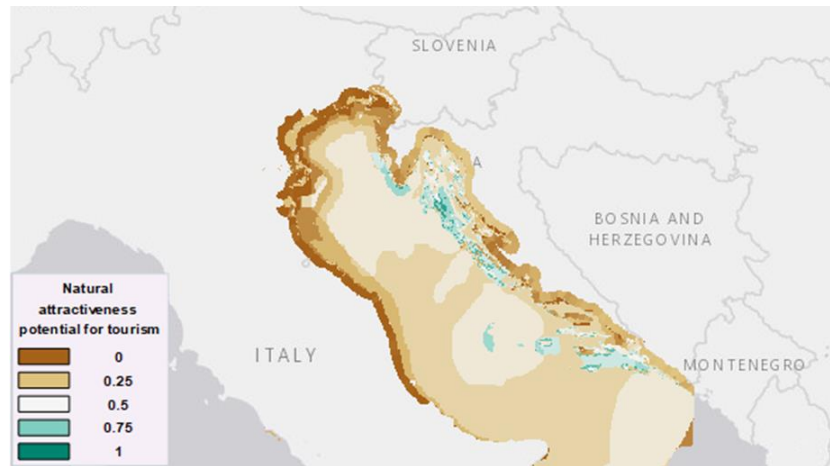 SLOVENIA
A
BOSNIA AND
HERZEGOVINA
Natural
attractiveness
potential for tourism
0
0.25
0.5
0.75
1
ITALY
MONTENEGRO